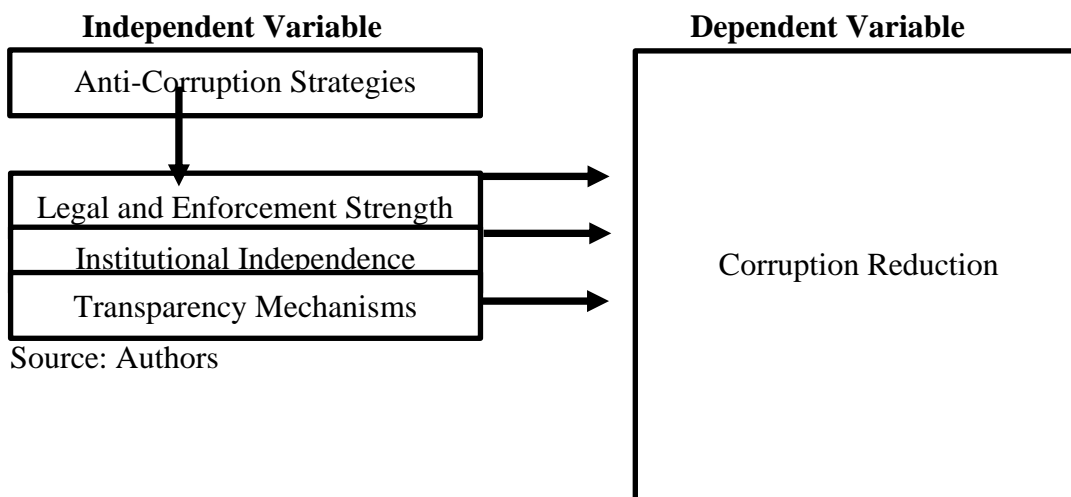 Independent Variable
Dependent Variable
Anti-Corruption Strategies
Legal and Enforcement Strength
Institutional Independence
Corruption Reduction
Transparency Mechanisms
Source: Authors